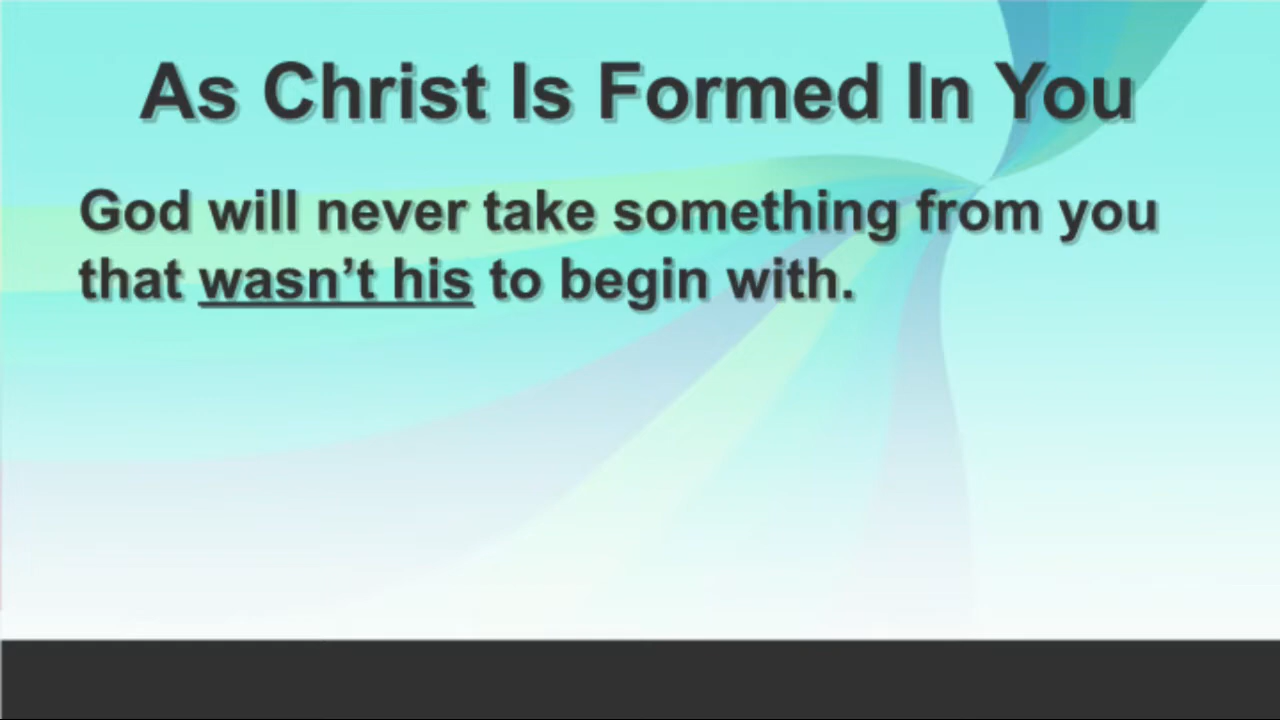 As Christ Is Formed In You
God will never take something from you
that wasn’t his to begin with.